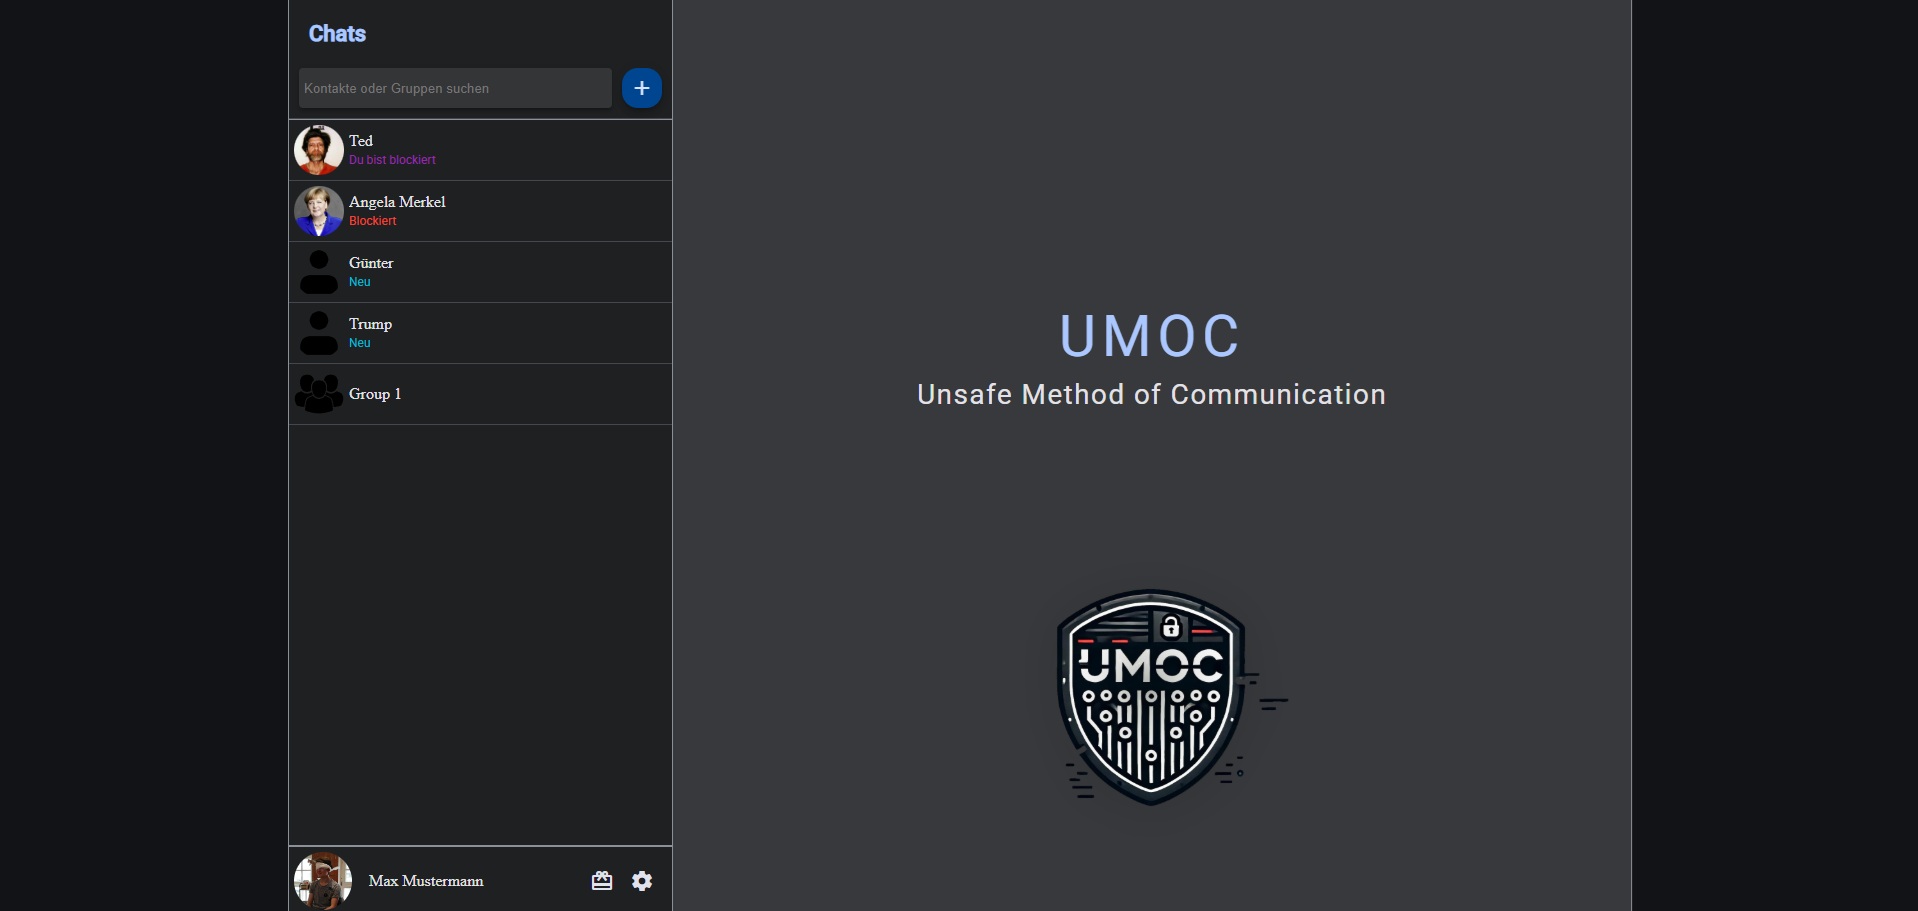 Chats
Kontakte oder Gruppen suchen
Ted
Du bist blockiert
Angela Merkel
Blockiert
Günter
Neu
Trump
Neu
Group 1
Max Mustermann
UMOC
Unsafe Method of Communication
UMOC